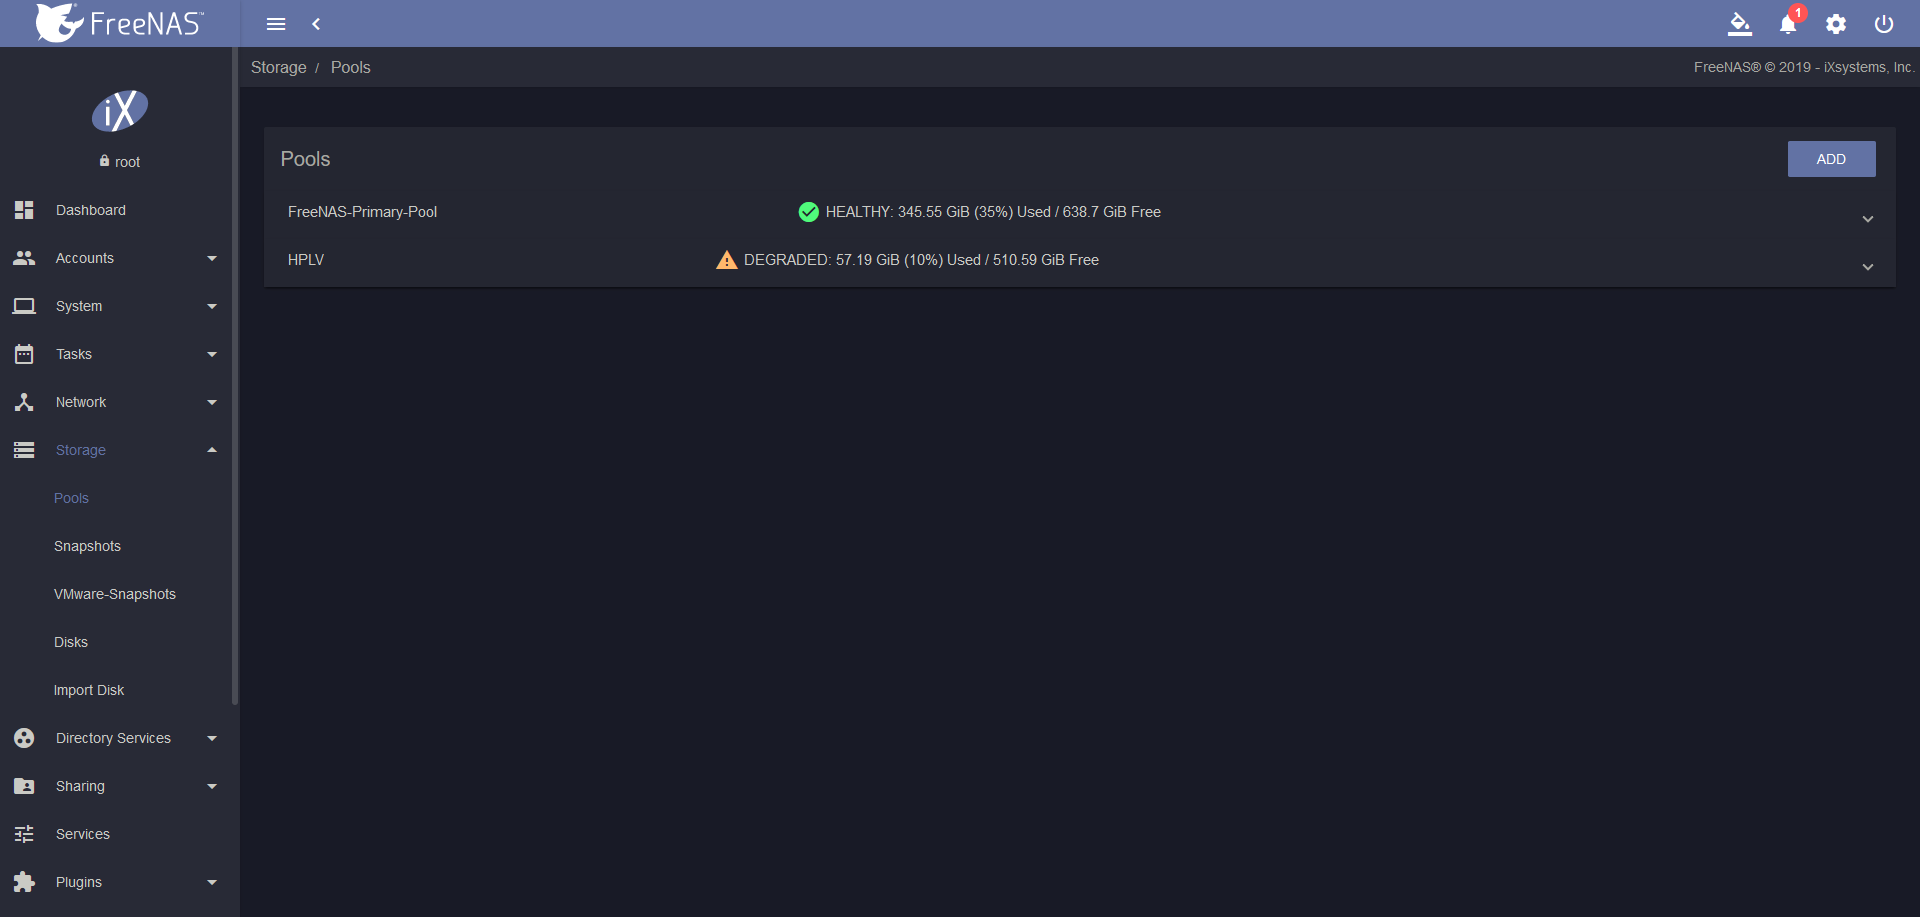 FreeNAS™
1
Storage / Pools
FreeNAS® © 2019 - iXsystems, Inc.
iX
root
Pools
ADD
FreeNAS-Primary-Pool
HEALTHY: 345.55 GiB (35%) Used / 638.7 GiB Free
HPLV
DEGRADED: 57.19 GiB (10%) Used / 510.59 GiB Free
Dashboard
Accounts
System
Tasks
Network
Storage
Pools
Snapshots
VMware-Snapshots
Disks
Import Disk
Directory Services
Sharing
Services
Plugins